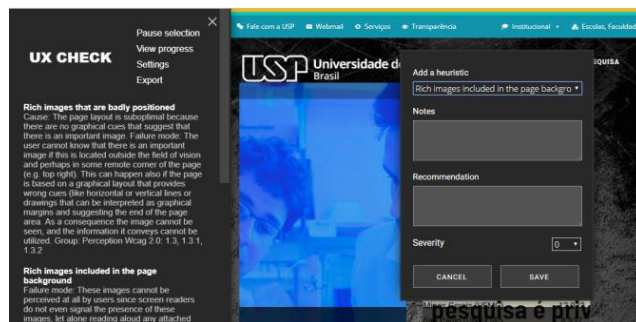 Pause selection
View progress
Settings
Export
UX CHECK
Rich images that are badly positioned
Cause: The page layout is suboptimal because
there are no graphical cues that suggest that
there is an important image. Failure mode: The
user cannot know that there is an important
image if this is located outside the field of vision
and perhaps in some remote corner of the page
(e.g. top right). This can happen also if the page
is based on a graphical layout that provides
wrong cues (like horizontal or vertical lines or
drawings that can be interpreted as graphical
margins and suggesting the end of the page
area. As a consequence the image cannot be
seen, and the information it conveys cannot be
utilized. Group: Perception Wcag 2.0: 1.3, 1.3.1,
1.3.2
Rich images included in the page
background
Failure mode: These images cannot be
perceived at all by users since screen readers
do not even signal the presence of these
images, let alone reading aloud any attached
Fale com a USP Webmail Serviços Transparência Institucional Escolas, Faculdad
USP Universidade d
Brasil
QUISA
Add a heuristic
Rich images included in the page backgro
Notes
Recommendation
Severity 0
CANCEL SAVE
pesquisa é priv